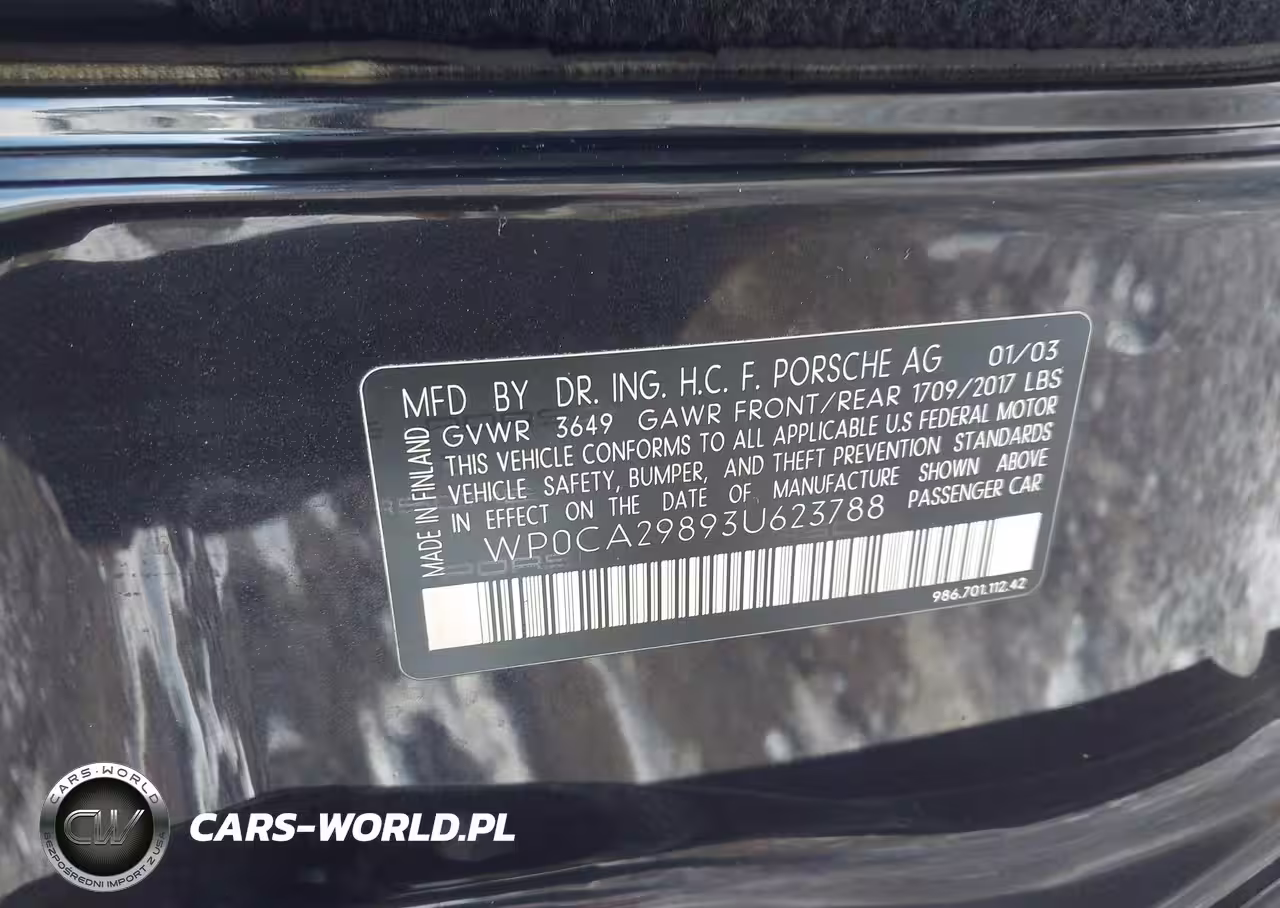 MFD BY DR. ING. H.C. F. PORSCHE AG 01/03
GVWR 3649 GAWR FRONT/REAR 1709/2017 LBS
THIS VEHICLE CONFORMS TO ALL APPLICABLE U.S FEDERAL MOTOR
VEHICLE SAFETY, BUMPER, AND THEFT PREVENTION STANDARDS
IN EFFECT ON THE DATE OF MANUFACTURE SHOWN ABOVE
WP0CA29893U623788 PASSENGER CAR
MADE IN FINLAND
986.701.112.42
CARS-WORLD
CW
BEZPOŚREDNI IMPORT Z USA
CARS-WORLD.PL